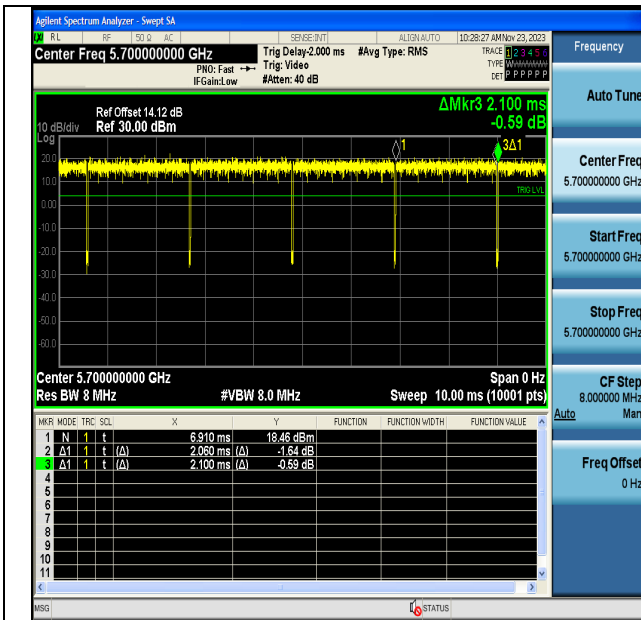 Agilent Spectrum Analyzer - Swept SA
RL RF 50 Ω AC SENSE:INT ALIGN AUTO 10:28:27 AM Nov 23, 2023
Center Freq 5.700000000 GHz
PNO: Fast
IFGain:Low
Trig Delay-2.000 ms
Trig: Video
#Atten: 40 dB
#Avg Type: RMS
TRACE 1 2 3 4 5 6
TYPE WWWWWW
DET P P P P P P
Ref Offset 14.12 dB
10 dB/div Ref 30.00 dBm
Log
ΔMkr3 2.100 ms
-0.59 dB
1
3Δ1
20.0
10.0
TRIG LVL
0.00
-10.0
-20.0
-30.0
-40.0
-50.0
-60.0
Center 5.700000000 GHz Span 0 Hz
Res BW 8 MHz #VBW 8.0 MHz Sweep 10.00 ms (10001 pts)
MKR MODE TRC SCL X Y FUNCTION FUNCTION WIDTH FUNCTION VALUE
1 N 1 t 6.910 ms 18.46 dBm
2 Δ1 1 t (Δ) 2.060 ms (Δ) -1.64 dB
3 Δ1 1 t (Δ) 2.100 ms (Δ) -0.59 dB
4
5
6
7
8
9
10
11
MSG STATUS
Frequency
Auto Tune
Center Freq
5.700000000 GHz
Start Freq
5.700000000 GHz
Stop Freq
5.700000000 GHz
CF Step
8.000000 MHz
Auto Man
Freq Offset
0 Hz